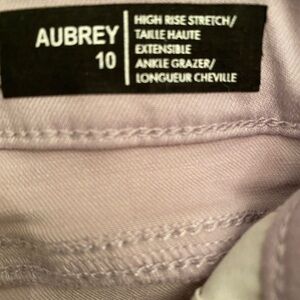 AUBREY
10
HIGH RISE STRETCH/
TAILLE HAUTE
EXTENSIBLE
ANKLE GRAZER/
LONGUEUR CHEVILLE